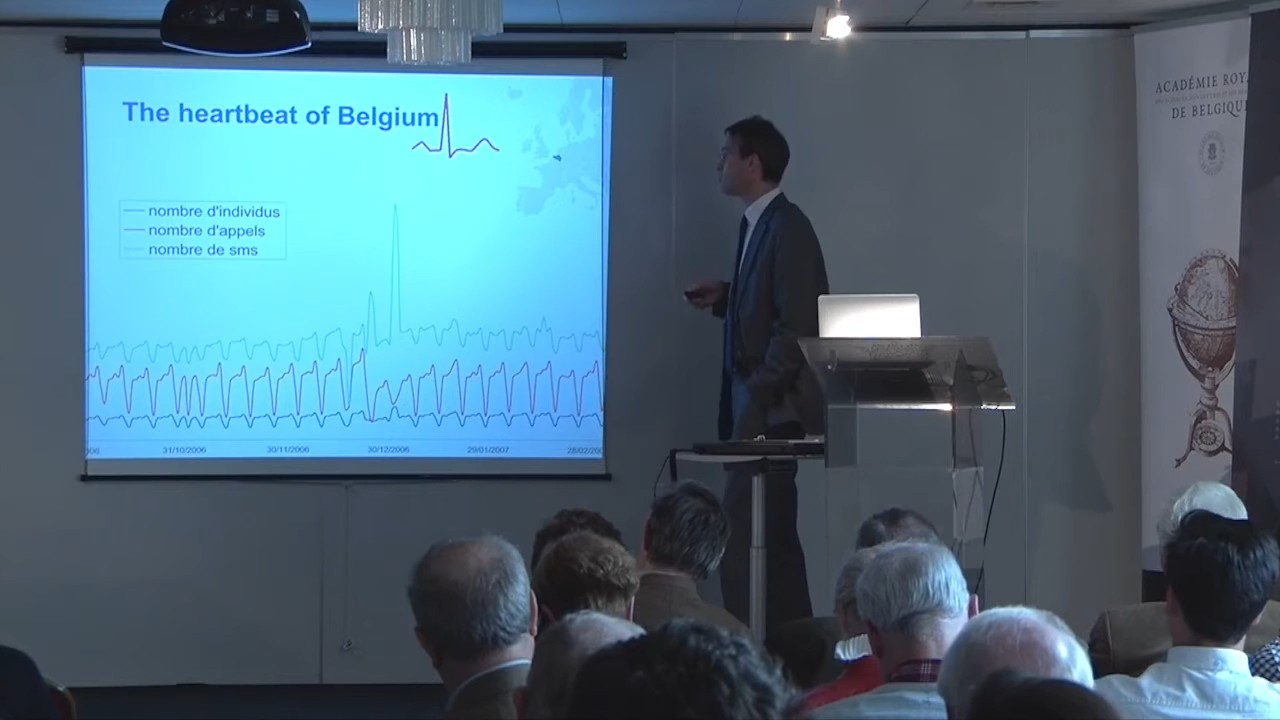 The heartbeat of Belgium
nombre d'individus
nombre d'appels
nombre de sms
31/10/2006
30/11/2006
30/12/2006
29/01/2007
ACADÉMIE ROY
DE BELGIQU